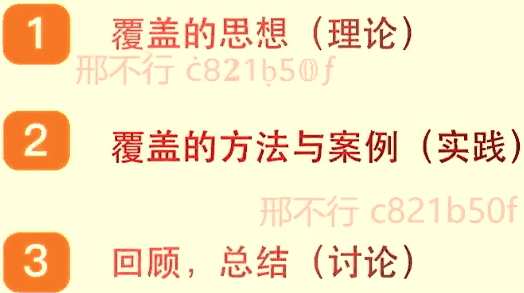 1 覆盖的思想（理论）
邢不行 ċ821ḅ5𝟘ƒ
2 覆盖的方法与案例（实践）
邢不行 c821b50f
3 回顾，总结（讨论）